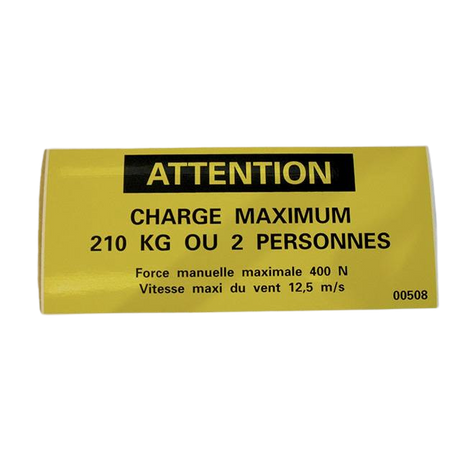 ATTENTION
CHARGE MAXIMUM
210 KG OU 2 PERSONNES
Force manuelle maximale 400 N
Vitesse maxi du vent 12,5 m/s
00508